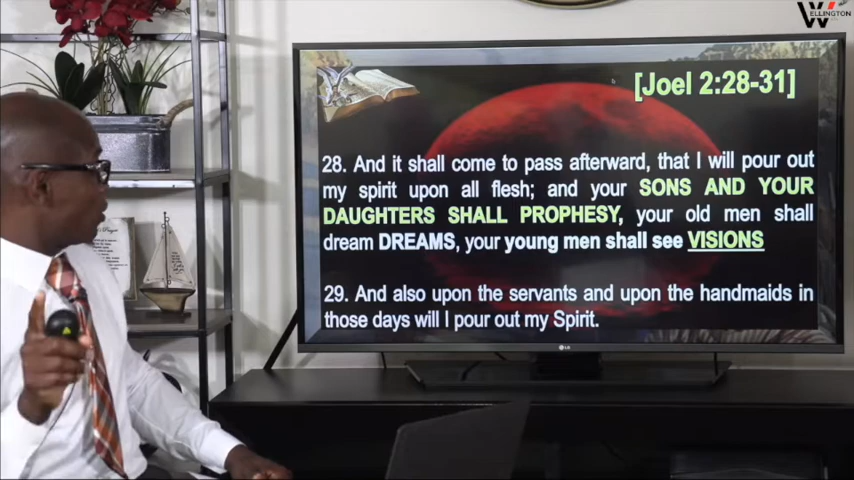 WELLINGTON
[Joel 2:28-31]
28. And it shall come to pass afterward, that I will pour out
my spirit upon all flesh; and your SONS AND YOUR
DAUGHTERS SHALL PROPHESY, your old men shall
dream DREAMS, your young men shall see VISIONS
29. And also upon the servants and upon the handmaids in
those days will I pour out my Spirit.
LG